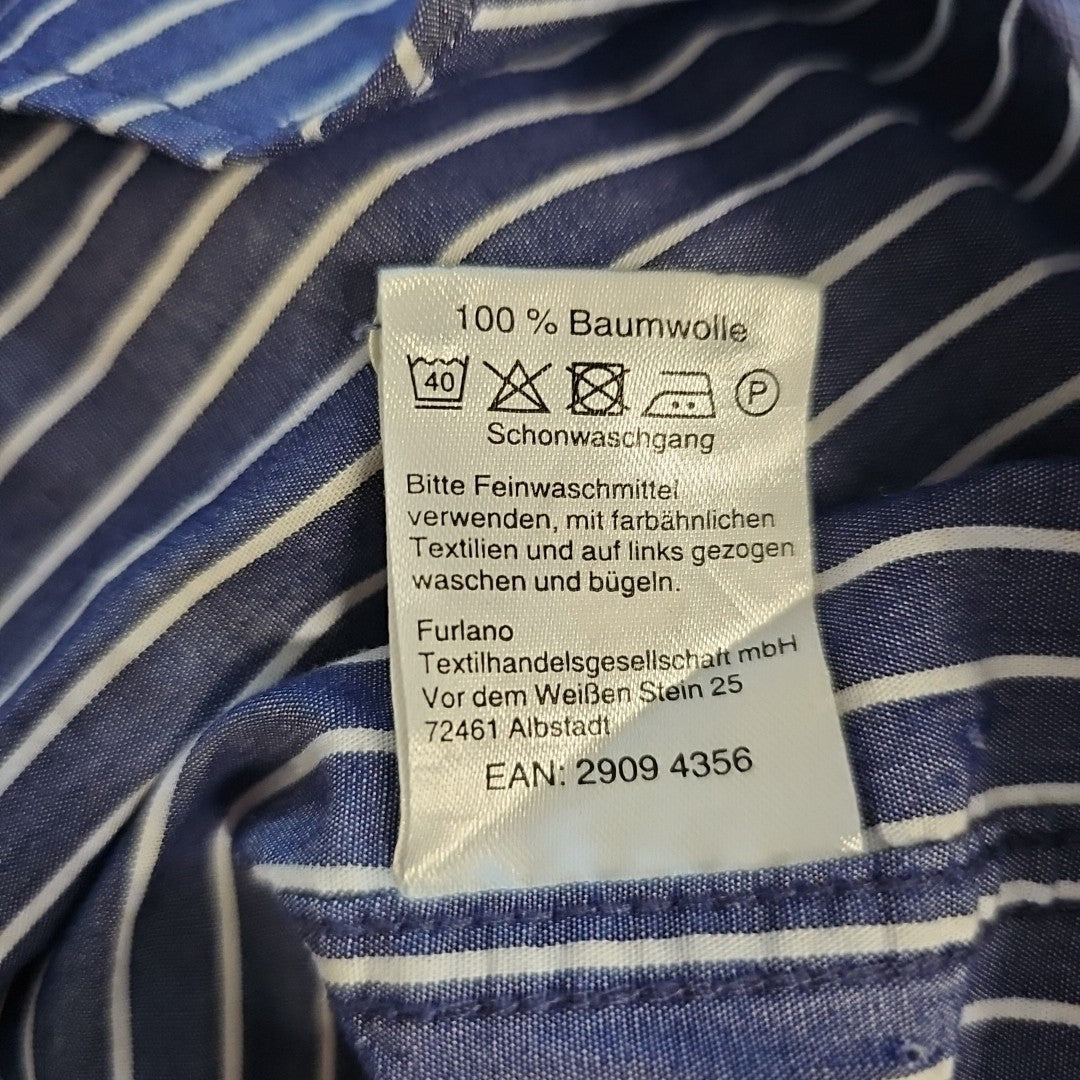 100 % Baumwolle
40 P
Schonwaschgang
Bitte Feinwaschmittel
verwenden, mit farbähnlichen
Textilien und auf links gezogen
waschen und bügeln.
Furlano
Textilhandelsgesellschaft mbH
Vor dem Weißen Stein 25
72461 Albstadt
EAN: 2909 4356